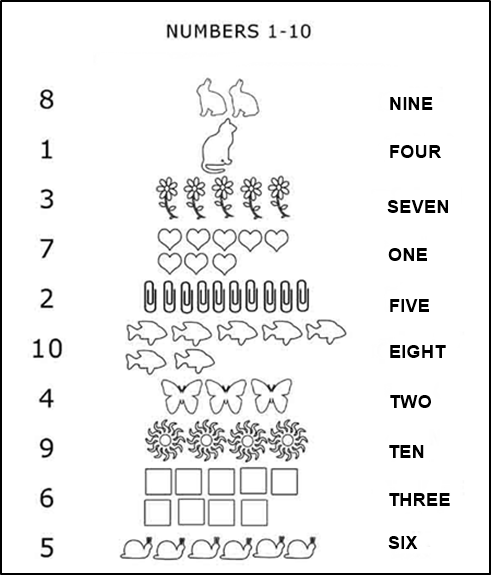 NUMBERS 1-10
8 NINE
1 FOUR
3 SEVEN
7 ONE
2 FIVE
10 EIGHT
4 TWO
9 TEN
6 THREE
5 SIX